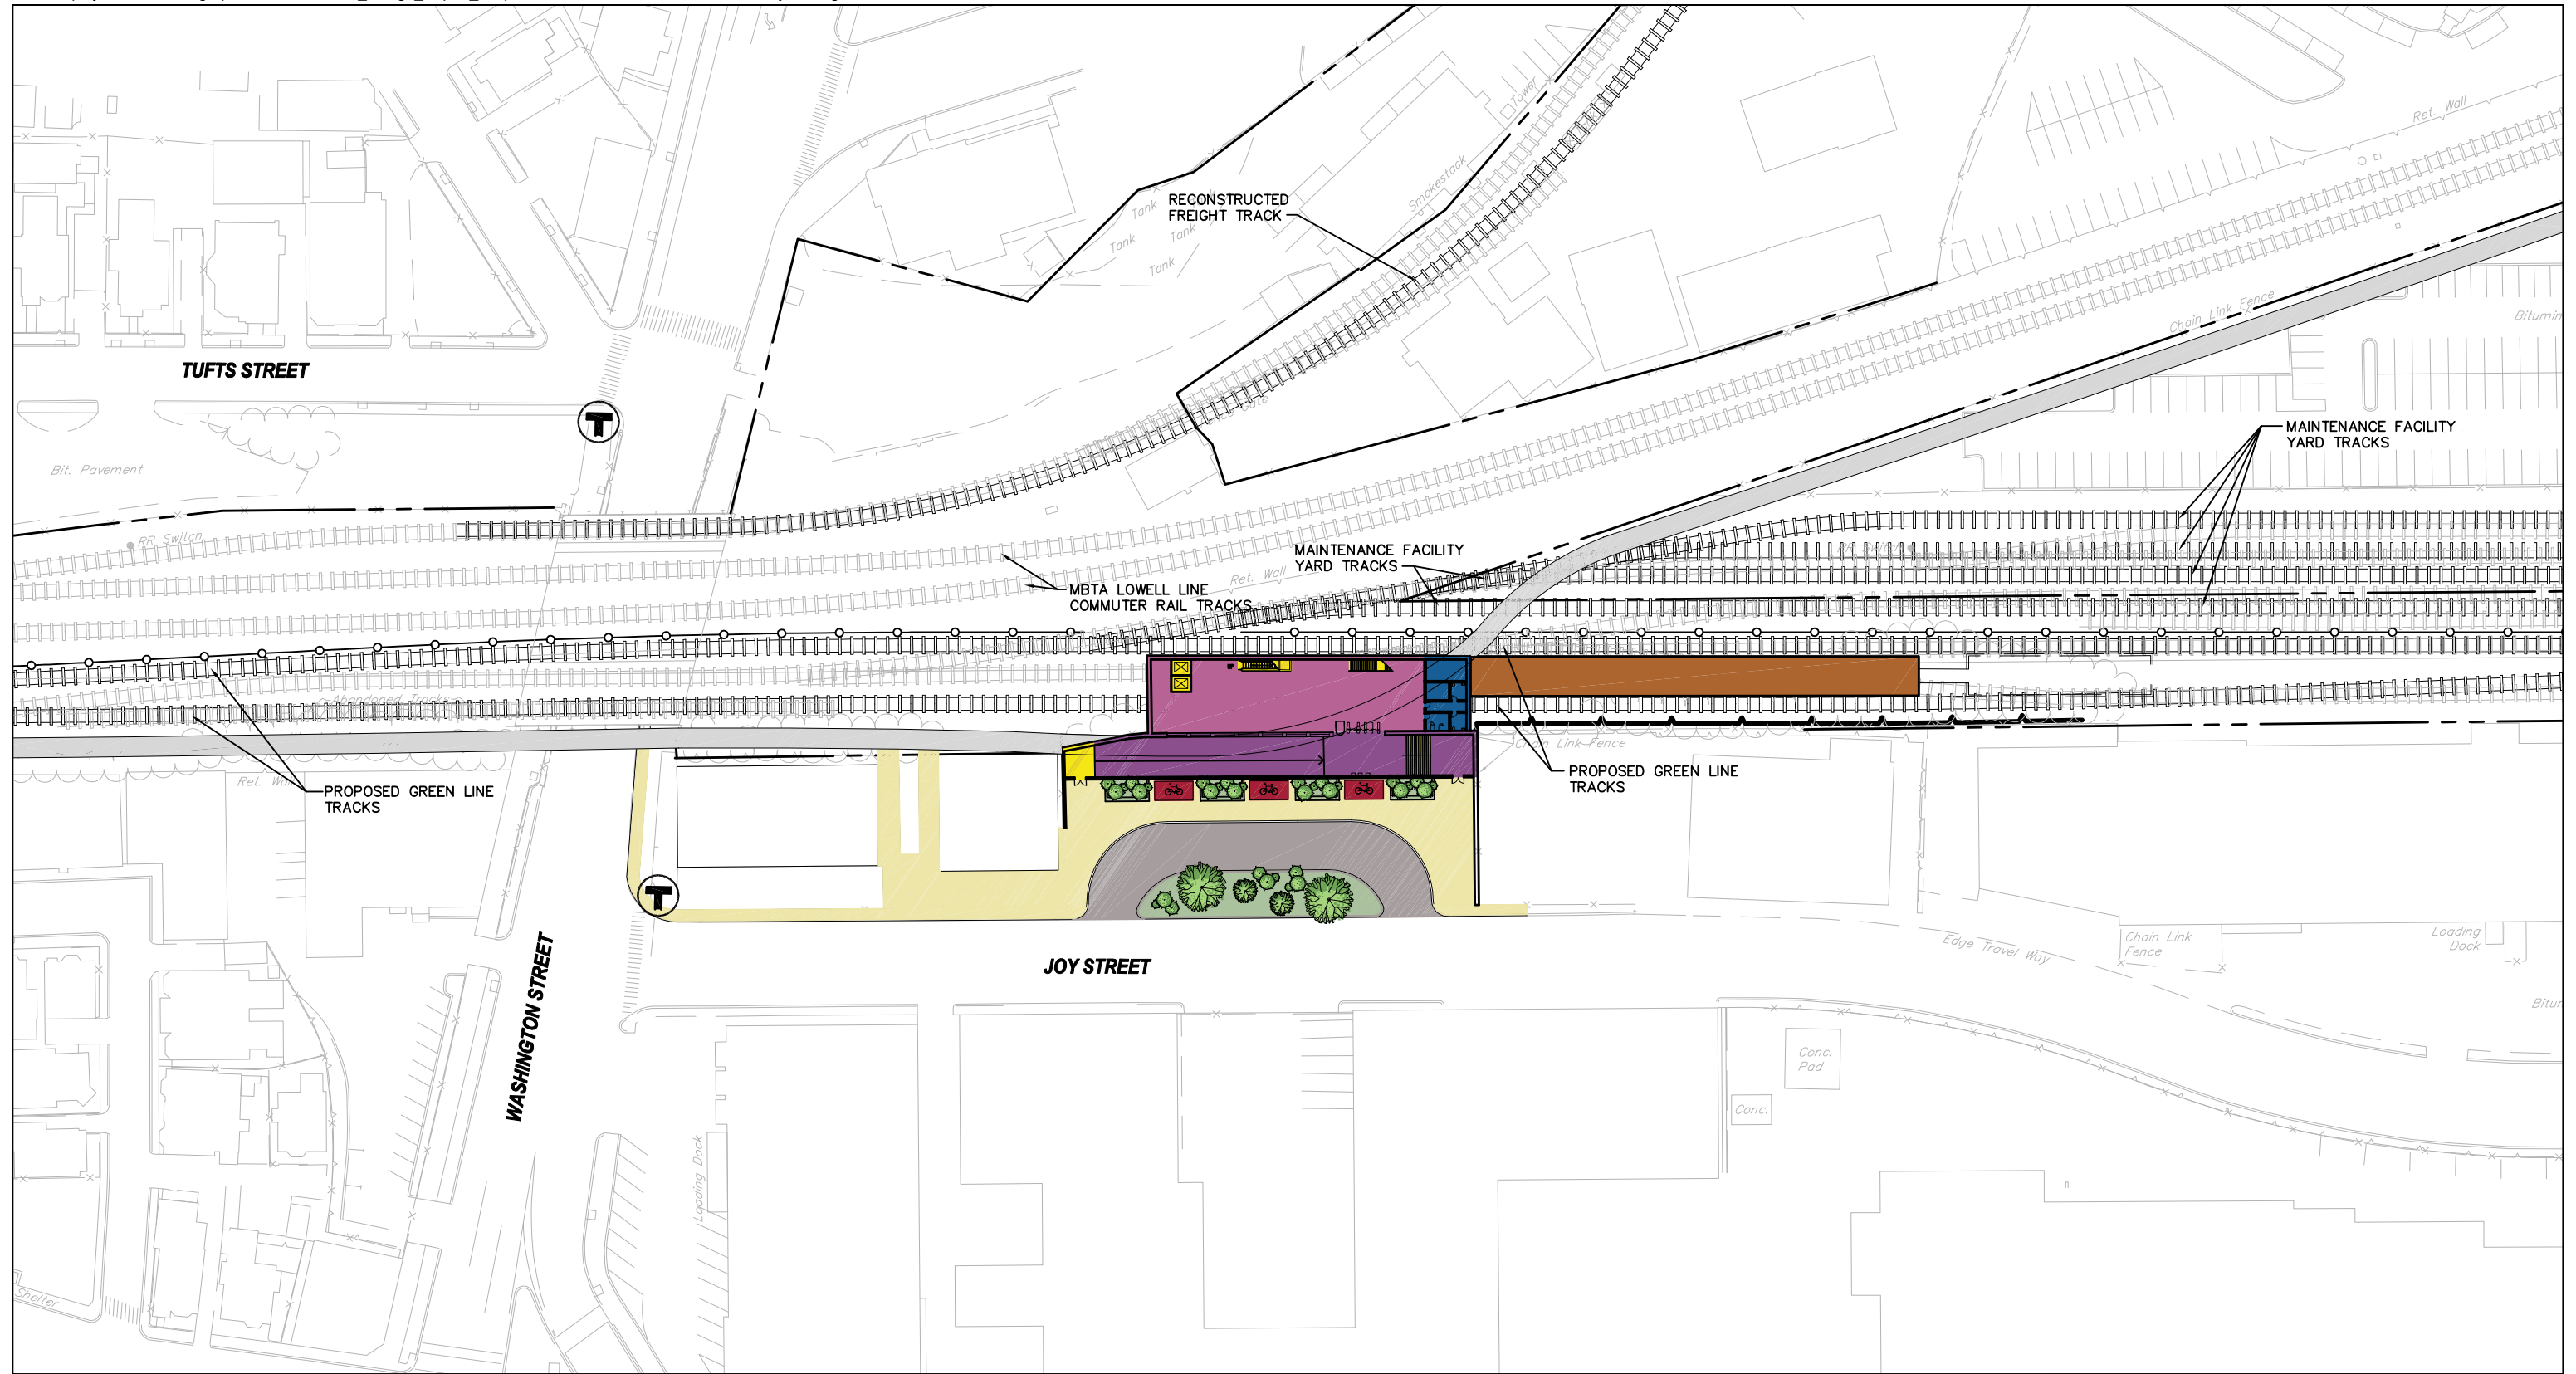 Tower
Ret. Wall
Smokestack
RECONSTRUCTED
FREIGHT TRACK
Tank
Tank
Tank
Tank
Chain Link Fence
TUFTS STREET
T
MAINTENANCE FACILITY
YARD TRACKS
Bit. Pavement
RR Switch
MAINTENANCE FACILITY
YARD TRACKS
Ret. Wall
MBTA LOWELL LINE
COMMUTER RAIL TRACKS
Abandoned Tracks
Chain Link Fence
Ret. Wall
PROPOSED GREEN LINE
TRACKS
PROPOSED GREEN LINE
TRACKS
T
JOY STREET
WASHINGTON STREET
Edge Travel Way
Chain Link
Fence
Loading
Dock
Conc.
Pad
Conc.
Loading Dock
Shelter